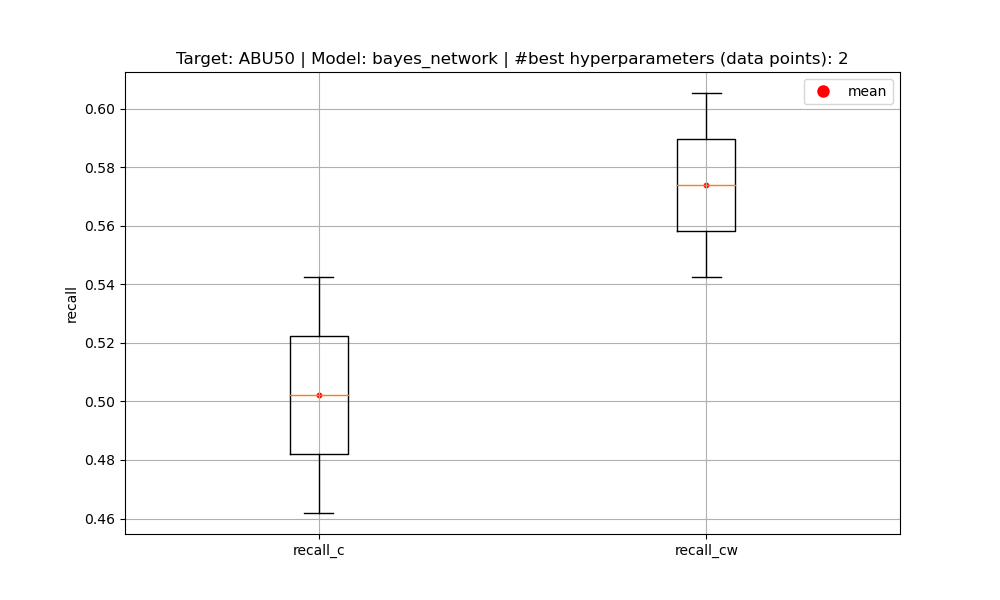 Target: ABU50 | Model: bayes_network | #best hyperparameters (data points): 2
mean
0.60
0.58
0.56
0.54
0.52
0.50
0.48
0.46
recall
recall_c
recall_cw